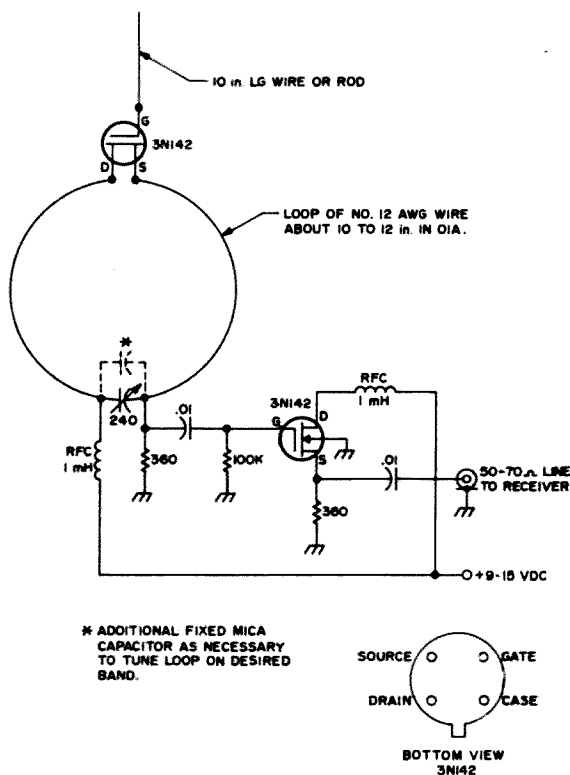 10 in. LG WIRE OR ROD
G
3N142
D S
LOOP OF NO. 12 AWG WIRE
ABOUT 10 TO 12 in. IN DIA.
*
240
RFC
1 mH
.01
360
100K
3N142
G
D
S
RFC
1 mH
.01
360
50-70Ω LINE
TO RECEIVER
+9-15 VDC
* ADDITIONAL FIXED MICA
CAPACITOR AS NECESSARY
TO TUNE LOOP ON DESIRED
BAND.
SOURCE GATE
DRAIN CASE
BOTTOM VIEW
3N142